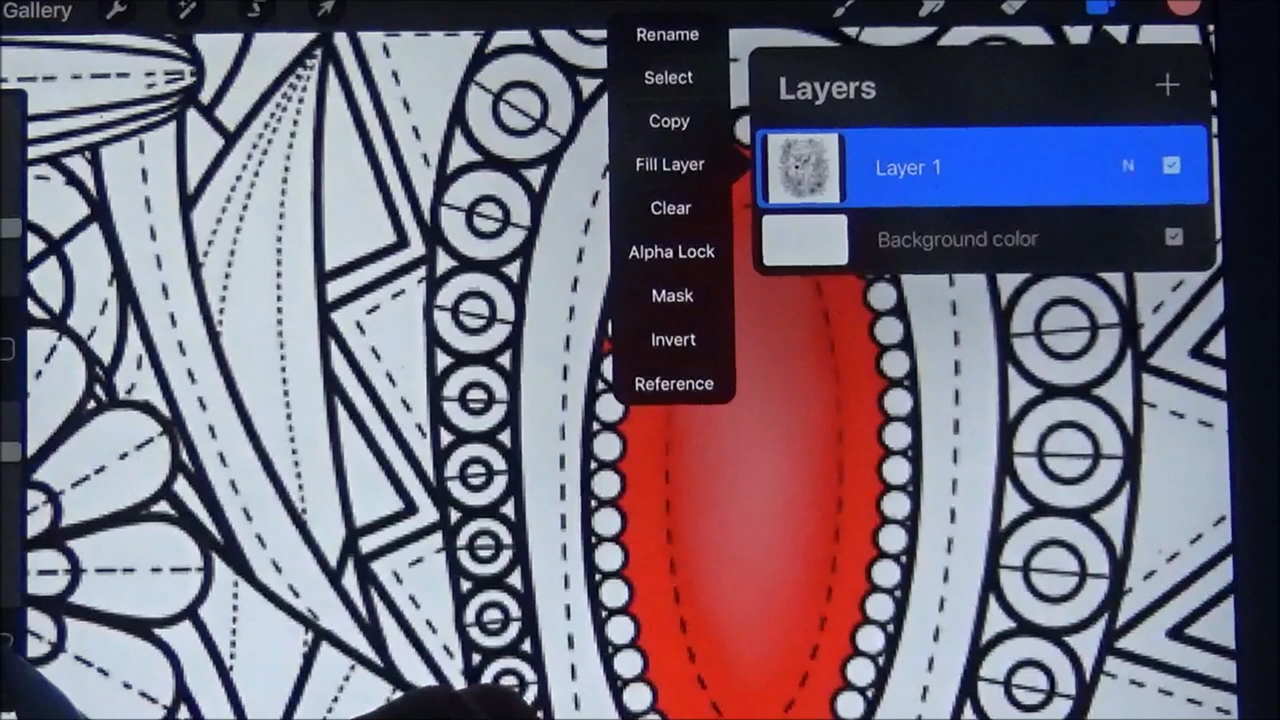 Gallery
Rename
Select
Copy
Fill Layer
Clear
Alpha Lock
Mask
Invert
Reference
Layers
Layer 1 N
Background color